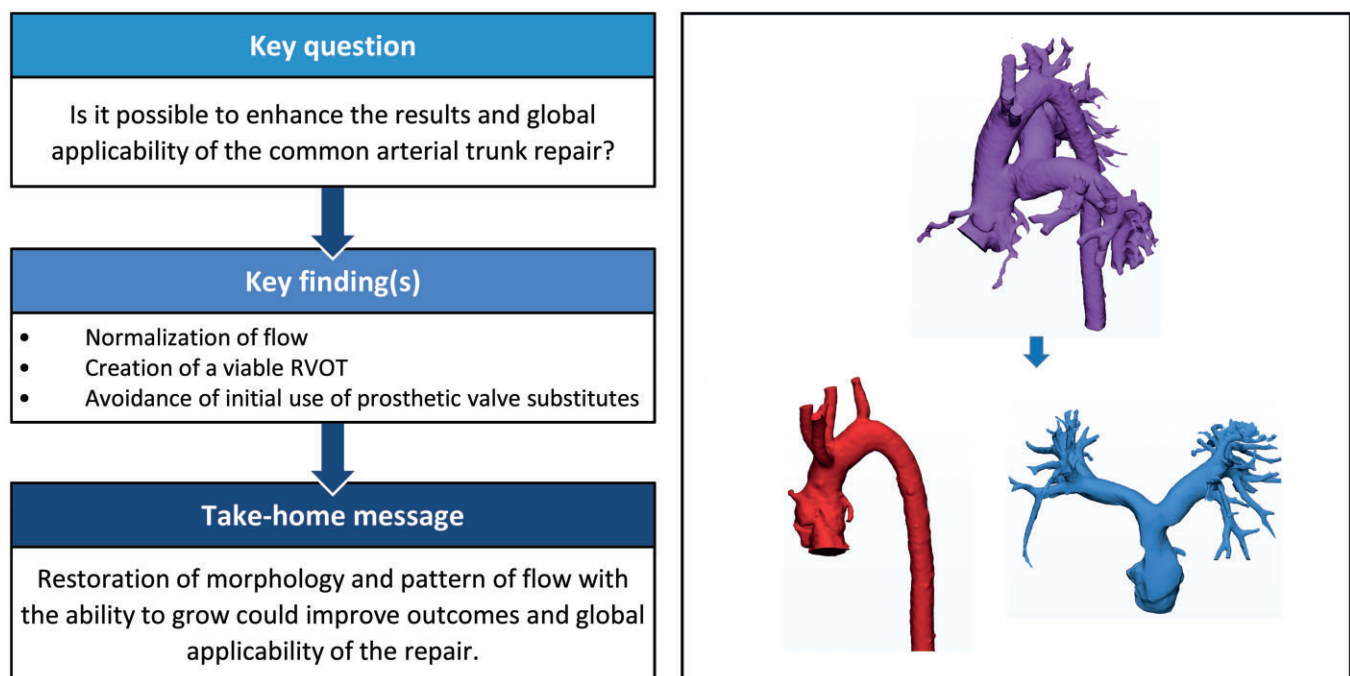 Key question
Is it possible to enhance the results and global
applicability of the common arterial trunk repair?
Key finding(s)
• Normalization of flow
• Creation of a viable RVOT
• Avoidance of initial use of prosthetic valve substitutes
Take-home message
Restoration of morphology and pattern of flow with
the ability to grow could improve outcomes and global
applicability of the repair.